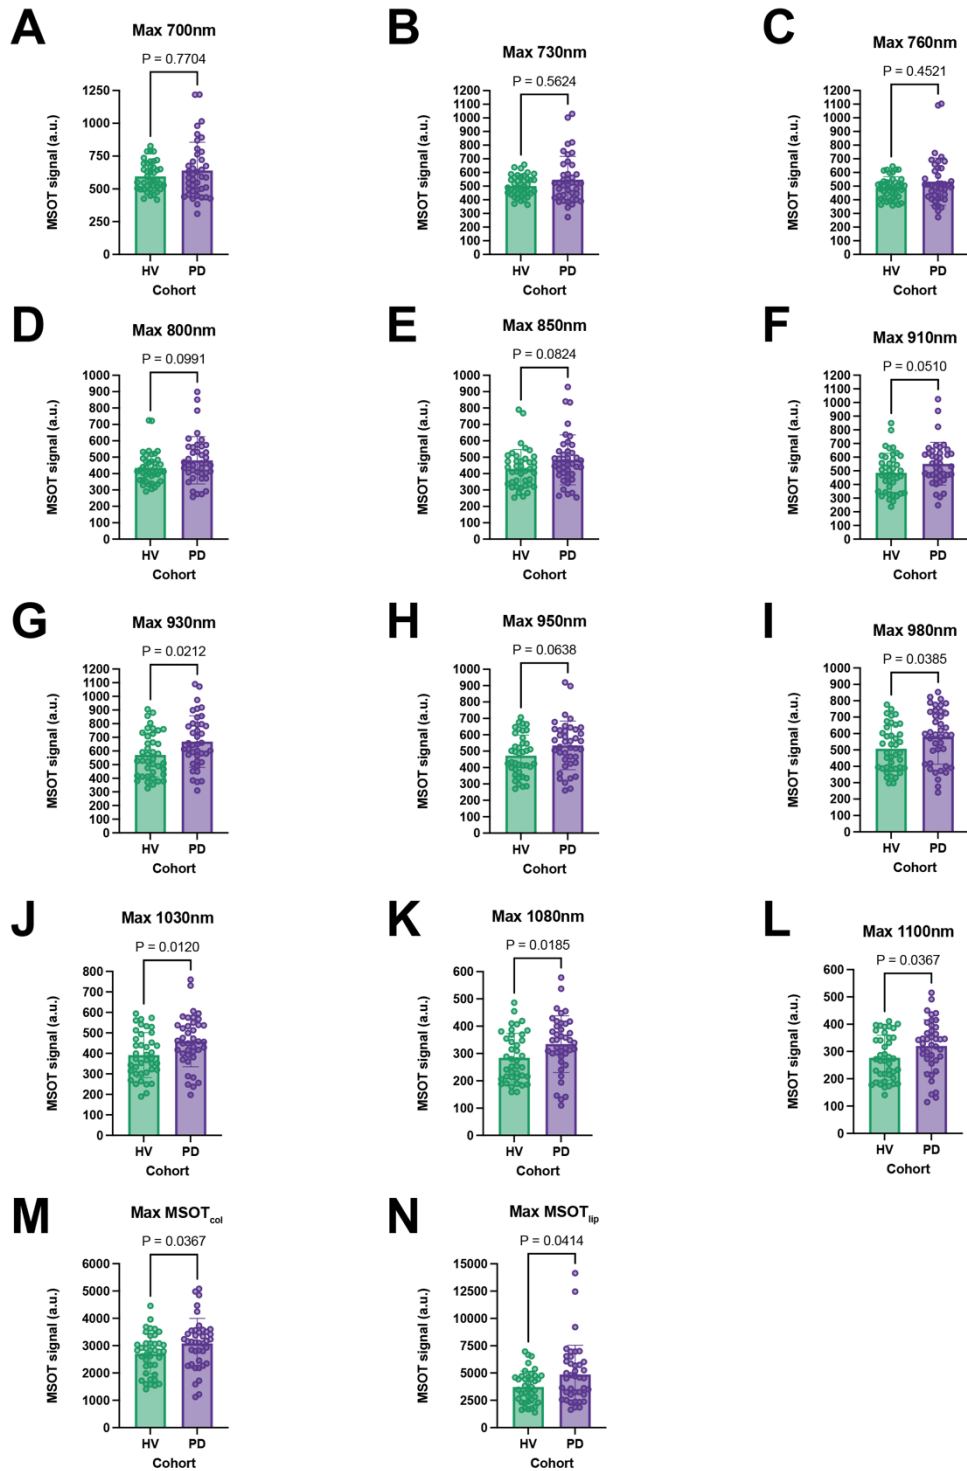 A
Max 700nm
P = 0.7704
MSOT signal (a.u.)
1250
1000
750
500
250
0
HV PD
Cohort
B
Max 730nm
P = 0.5624
MSOT signal (a.u.)
1200
1100
1000
900
800
700
600
500
400
300
200
100
0
HV PD
Cohort
C
Max 760nm
P = 0.4521
MSOT signal (a.u.)
1200
1100
1000
900
800
700
600
500
400
300
200
100
0
HV PD
Cohort
D
Max 800nm
P = 0.0991
MSOT signal (a.u.)
1000
900
800
700
600
500
400
300
200
100
0
HV PD
Cohort
E
Max 850nm
P = 0.0824
MSOT signal (a.u.)
1000
900
800
700
600
500
400
300
200
100
0
HV PD
Cohort
F
Max 910nm
P = 0.0510
MSOT signal (a.u.)
1200
1100
1000
900
800
700
600
500
400
300
200
100
0
HV PD
Cohort
G
Max 930nm
P = 0.0212
MSOT signal (a.u.)
1200
1100
1000
900
800
700
600
500
400
300
200
100
0
HV PD
Cohort
H
Max 950nm
P = 0.0638
MSOT signal (a.u.)
1000
900
800
700
600
500
400
300
200
100
0
HV PD
Cohort
I
Max 980nm
P = 0.0385
MSOT signal (a.u.)
1000
900
800
700
600
500
400
300
200
100
0
HV PD
Cohort
J
Max 1030nm
P = 0.0120
MSOT signal (a.u.)
800
700
600
500
400
300
200
100
0
HV PD
Cohort
K
Max 1080nm
P = 0.0185
MSOT signal (a.u.)
600
500
400
300
200
100
0
HV PD
Cohort
L
Max 1100nm
P = 0.0367
MSOT signal (a.u.)
600
500
400
300
200
100
0
HV PD
Cohort
M
Max MSOTcol
P = 0.0367
MSOT signal (a.u.)
6000
5000
4000
3000
2000
1000
0
HV PD
Cohort
N
Max MSOTlip
P = 0.0414
MSOT signal (a.u.)
15000
12500
10000
7500
5000
2500
0
HV PD
Cohort